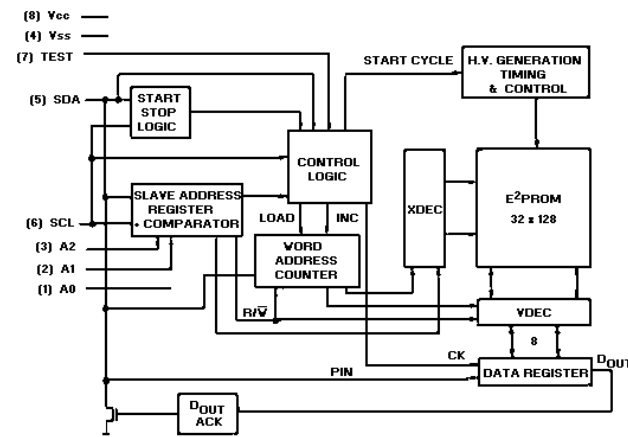 (8) Vcc
(4) Vss
(7) TEST
START CYCLE
H.V. GENERATION
TIMING
& CONTROL
(5) SDA
START
STOP
LOGIC
CONTROL
LOGIC
E²PROM
32 x 128
XDEC
SLAVE ADDRESS
REGISTER
+ COMPARATOR
(6) SCL
LOAD
INC
(3) A2
(2) A1
(1) A0
WORD
ADDRESS
COUNTER
R/W̅
YDEC
8
CK
PIN
DATA REGISTER
DOUT
DOUT
ACK